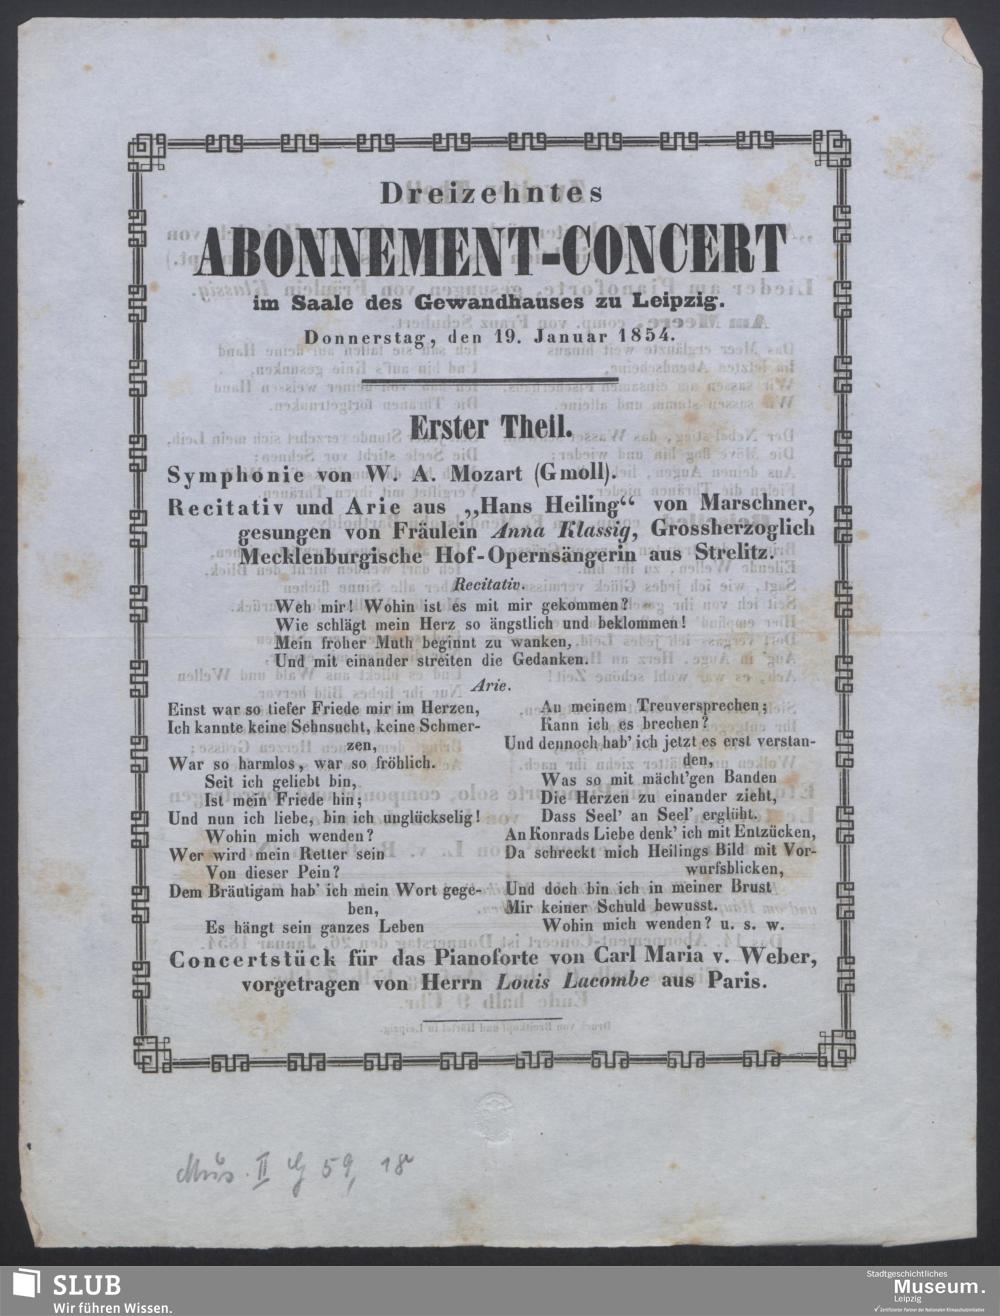 Dreizehntes
ABONNEMENT-CONCERT
im Saale des Gewandhauses zu Leipzig.
Donnerstag, den 19. Januar 1854.
Erster Theil.
Symphonie von W. A. Mozart (Gmoll).
Recitativ und Arie aus „Hans Heiling“ von Marschner,
gesungen von Fräulein Anna Klassig, Grossherzoglich
Mecklenburgische Hof-Opernsängerin aus Strelitz.
Recitativ.
Weh mir! Wohin ist es mit mir gekommen?
Wie schlägt mein Herz so ängstlich und beklommen!
Mein froher Muth beginnt zu wanken,
Und mit einander streiten die Gedanken.
Arie.
Einst war so tiefer Friede mir im Herzen,
Ich kannte keine Sehnsucht, keine Schmer-
zen,
War so harmlos, war so fröhlich.
Seit ich geliebt bin,
Ist mein Friede hin;
Und nun ich liebe, bin ich unglückselig!
Wohin mich wenden?
Wer wird mein Retter sein
Von dieser Pein?
Dem Bräutigam hab' ich mein Wort gege-
ben,
Es hängt sein ganzes Leben
An meinem Treuversprechen;
Kann ich es brechen?
Und dennoch hab' ich jetzt es erst verstan-
den,
Was so mit mächt'gen Banden
Die Herzen zu einander zieht,
Dass Seel' an Seel' erglüht.
An Konrads Liebe denk' ich mit Entzücken,
Da schreckt mich Heilings Bild mit Vor-
wurfsblicken,
Und doch bin ich in meiner Brust
Mir keiner Schuld bewusst.
Wohin mich wenden? u. s. w.
Concertstück für das Pianoforte von Carl Maria v. Weber,
vorgetragen von Herrn Louis Lacombe aus Paris.
Mus. II G 59, 18
SLUB
Wir führen Wissen.
Stadtgeschichtliches
Museum.
Leipzig
Zertifizierter Partner der Nationalen Klimaschutzinitiative